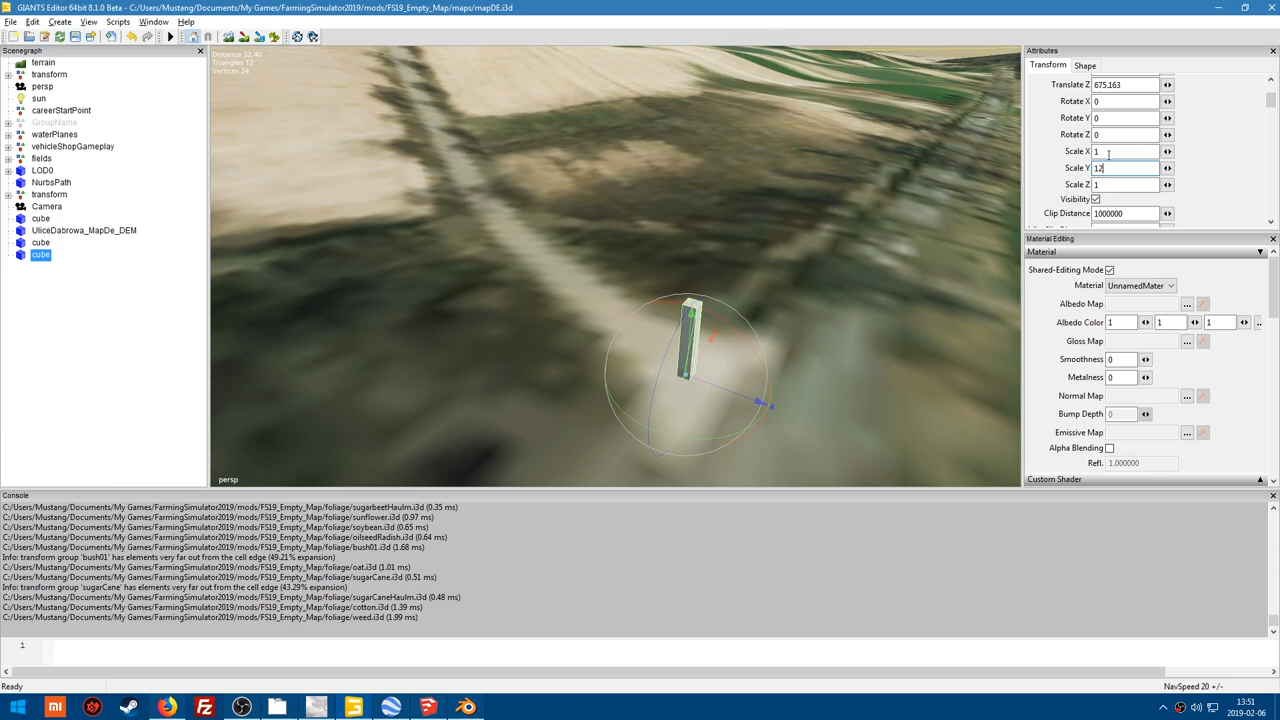 GIANTS Editor 64bit 8.1.0 Beta - C:/Users/Mustang/Documents/My Games/FarmingSimulator2019/mods/FS19_Empty_Map/maps/mapDE.i3d
File Edit Create View Scripts Window Help
Scenegraph
terrain
transform
persp
sun
careerStartPoint
GroupName
waterPlanes
vehicleShopGameplay
fields
LOD0
NurbsPath
transform
Camera
cube
UliceDabrowa_MapDe_DEM
cube
cube
Distance 32.40
Triangles 12
Vertices 24
persp
Attributes
Transform Shape
Translate Z 675.163
Rotate X 0
Rotate Y 0
Rotate Z 0
Scale X 1
Scale Y 12
Scale Z 1
Visibility
Clip Distance 1000000
Material Editing
Material
Shared-Editing Mode
Material UnnamedMater
Albedo Map ...
Albedo Color 1 1 1 ..
Gloss Map ...
Smoothness 0
Metalness 0
Normal Map ...
Bump Depth 0
Emissive Map ...
Alpha Blending
Refl. 1.000000
Custom Shader
Console
C:/Users/Mustang/Documents/My Games/FarmingSimulator2019/mods/FS19_Empty_Map/foliage/sugarbeetHaulm.i3d (0.35 ms)
C:/Users/Mustang/Documents/My Games/FarmingSimulator2019/mods/FS19_Empty_Map/foliage/sunflower.i3d (0.97 ms)
C:/Users/Mustang/Documents/My Games/FarmingSimulator2019/mods/FS19_Empty_Map/foliage/soybean.i3d (0.65 ms)
C:/Users/Mustang/Documents/My Games/FarmingSimulator2019/mods/FS19_Empty_Map/foliage/oilseedRadish.i3d (0.64 ms)
C:/Users/Mustang/Documents/My Games/FarmingSimulator2019/mods/FS19_Empty_Map/foliage/bush01.i3d (1.68 ms)
Info: transform group 'bush01' has elements very far out from the cell edge (49.21% expansion)
C:/Users/Mustang/Documents/My Games/FarmingSimulator2019/mods/FS19_Empty_Map/foliage/oat.i3d (1.01 ms)
C:/Users/Mustang/Documents/My Games/FarmingSimulator2019/mods/FS19_Empty_Map/foliage/sugarCane.i3d (0.51 ms)
Info: transform group 'sugarCane' has elements very far out from the cell edge (43.29% expansion)
C:/Users/Mustang/Documents/My Games/FarmingSimulator2019/mods/FS19_Empty_Map/foliage/sugarCaneHaulm.i3d (0.48 ms)
C:/Users/Mustang/Documents/My Games/FarmingSimulator2019/mods/FS19_Empty_Map/foliage/cotton.i3d (1.39 ms)
C:/Users/Mustang/Documents/My Games/FarmingSimulator2019/mods/FS19_Empty_Map/foliage/weed.i3d (1.99 ms)
1
Ready
NavSpeed 20 +/-
13:51
2019-02-06